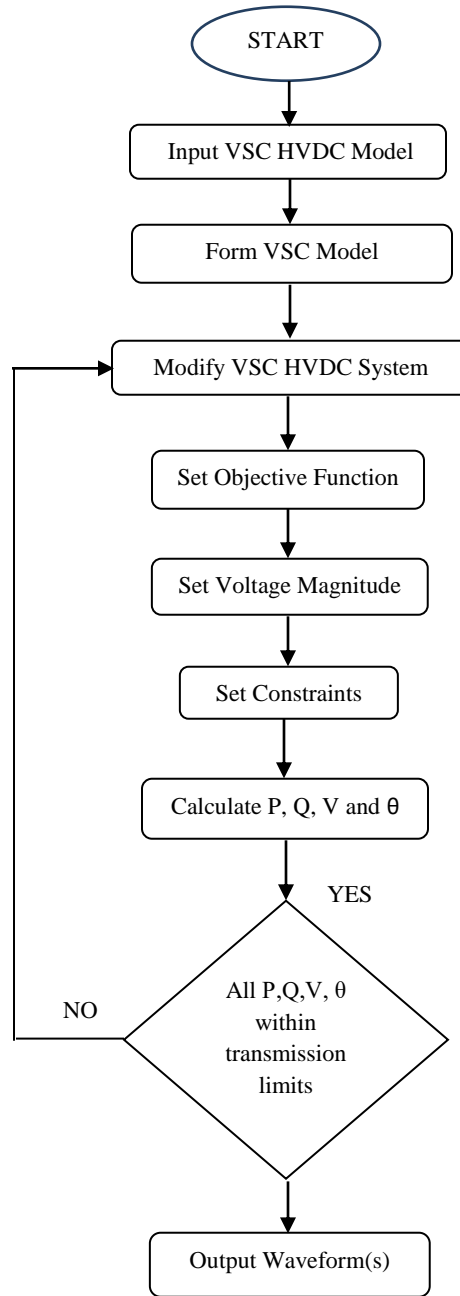 START
Input VSC HVDC Model
Form VSC Model
Modify VSC HVDC System
Set Objective Function
Set Voltage Magnitude
Set Constraints
Calculate P, Q, V and θ
YES
All P,Q,V, θ
within
transmission
limits
NO
Output Waveform(s)